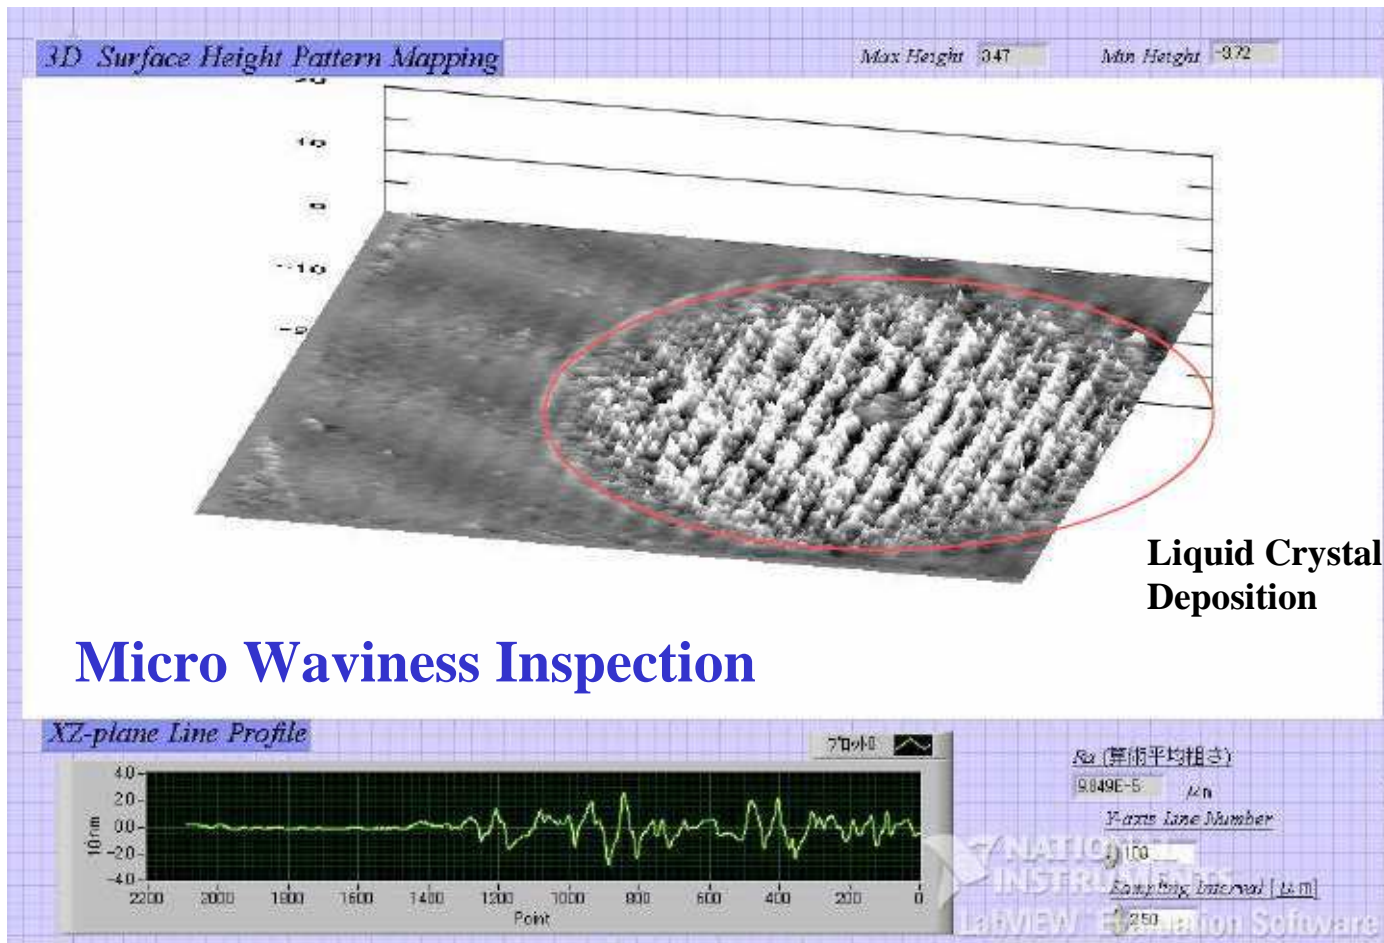 3D Surface Height Pattern Mapping
Max Height 3.47
Min Height -3.72
10
0
-10
Liquid Crystal
Deposition
Micro Waviness Inspection
XZ-plane Line Profile
プロット0
4.0
2.0
0.0
-2.0
-4.0
10nm
2200 2000 1800 1600 1400 1200 1000 800 600 400 200 0
Point
Ra (算術平均粗さ)
9.849E-5 μm
Y-axis Line Number
100
Sampling Interval [μm]
250
NATIONAL
INSTRUMENTS
LabVIEW Evaluation Software